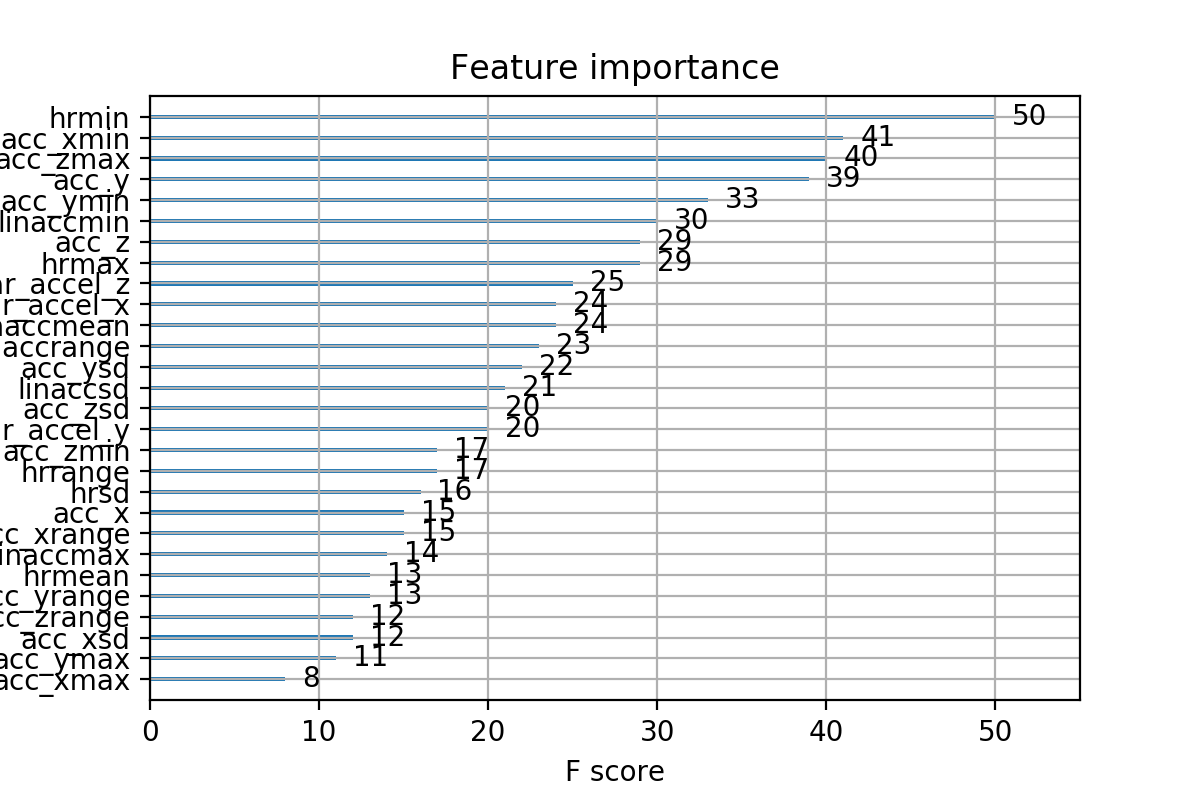 Feature importance
hrmin 50
acc_xmin 41
acc_zmax 40
acc_y 39
acc_ymin 33
linaccmin 30
acc_z 29
hrmax 29
r_accel_z 25
r_accel_x 24
accmean 24
accrange 23
acc_ysd 22
linaccsd 21
acc_zsd 20
r_accel_y 20
acc_zmin 17
hrrange 17
hrsd 16
acc_x 15
cc_xrange 15
inaccmax 14
hrmean 13
cc_yrange 13
cc_zrange 12
acc_xsd 12
acc_ymax 11
acc_xmax 8
0 10 20 30 40 50
F score